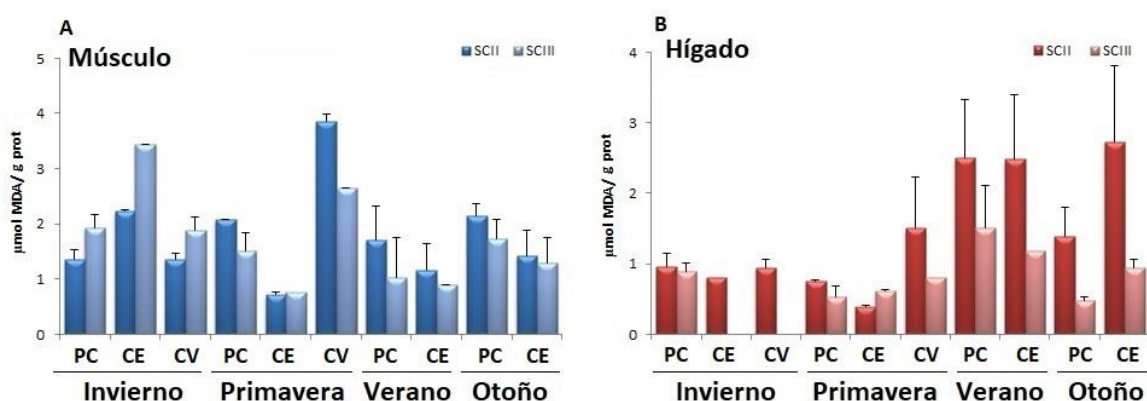 A
Músculo
SCII SCIII
5
4
3
2
1
0
µmol MDA/ g prot
PC CE CV PC CE CV PC CE PC CE
Invierno Primavera Verano Otoño
B
Hígado
SCII SCIII
4
3
2
1
0
µmol MDA/ g prot
PC CE CV PC CE CV PC CE PC CE
Invierno Primavera Verano Otoño